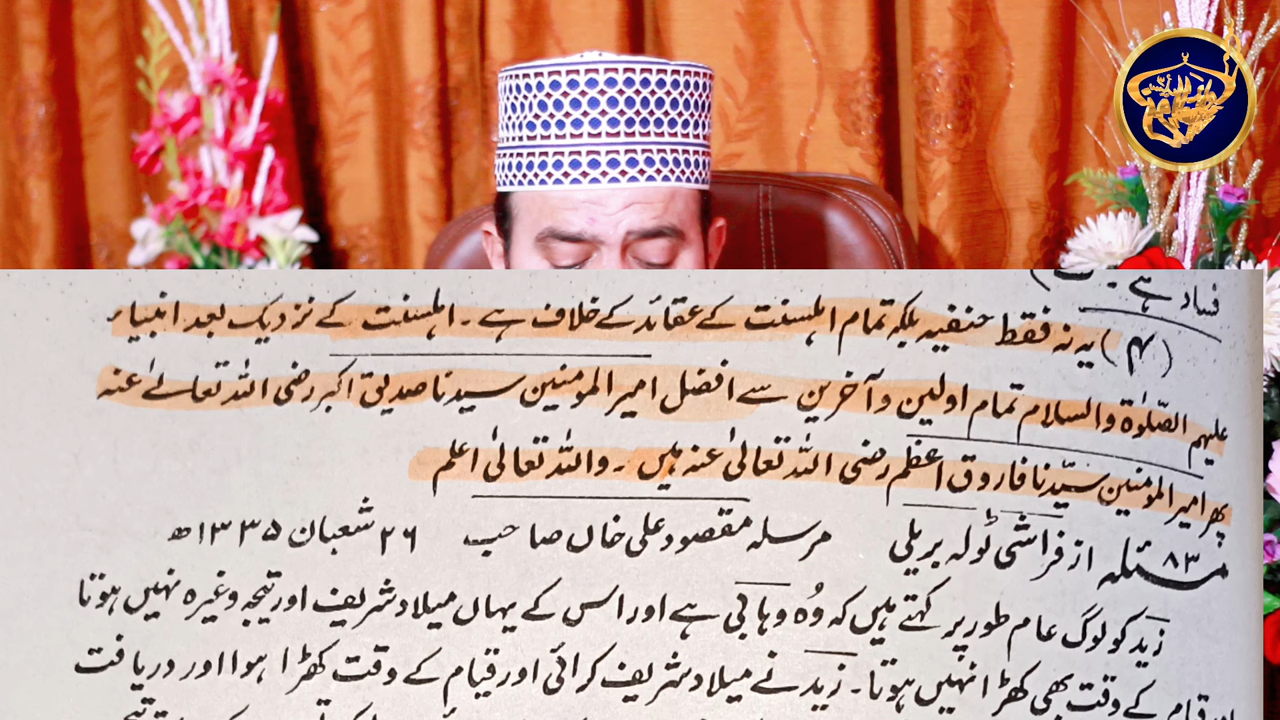 فساد ہے
(۴) یہ نہ فقط حنفیہ بلکہ تمام اہلسنت کے عقائد کے خلاف ہے ۔ اہلسنت کے نزدیک بعد انبیاء
علیہم الصلوٰۃ والسلام تمام اولین و آخرین سے افضل امیر المومنین سیدنا صدیق اکبر رضی اللہ تعالےٰ عنہ
پھر امیر المومنین سیّدنا فاروق اعظم رضی اللہ تعالیٰ عنہ ہیں ۔ واللہ تعالیٰ اعلم
مسئلہ ۸۳ از فراشی ٹولہ بریلی مرسلہ مقصود علی خاں صاحب ۲۶ شعبان ۱۳۳۵ھ
زید کو لوگ عام طور پر کہتے ہیں کہ وُہ وہابی ہے اور اس کے یہاں میلاد شریف اور تیجہ وغیرہ نہیں ہوتا
اور قیام کے وقت بھی کھڑا نہیں ہوتا ۔ زید نے میلاد شریف کرائی اور قیام کے وقت کھڑا ہوا اور دریافت